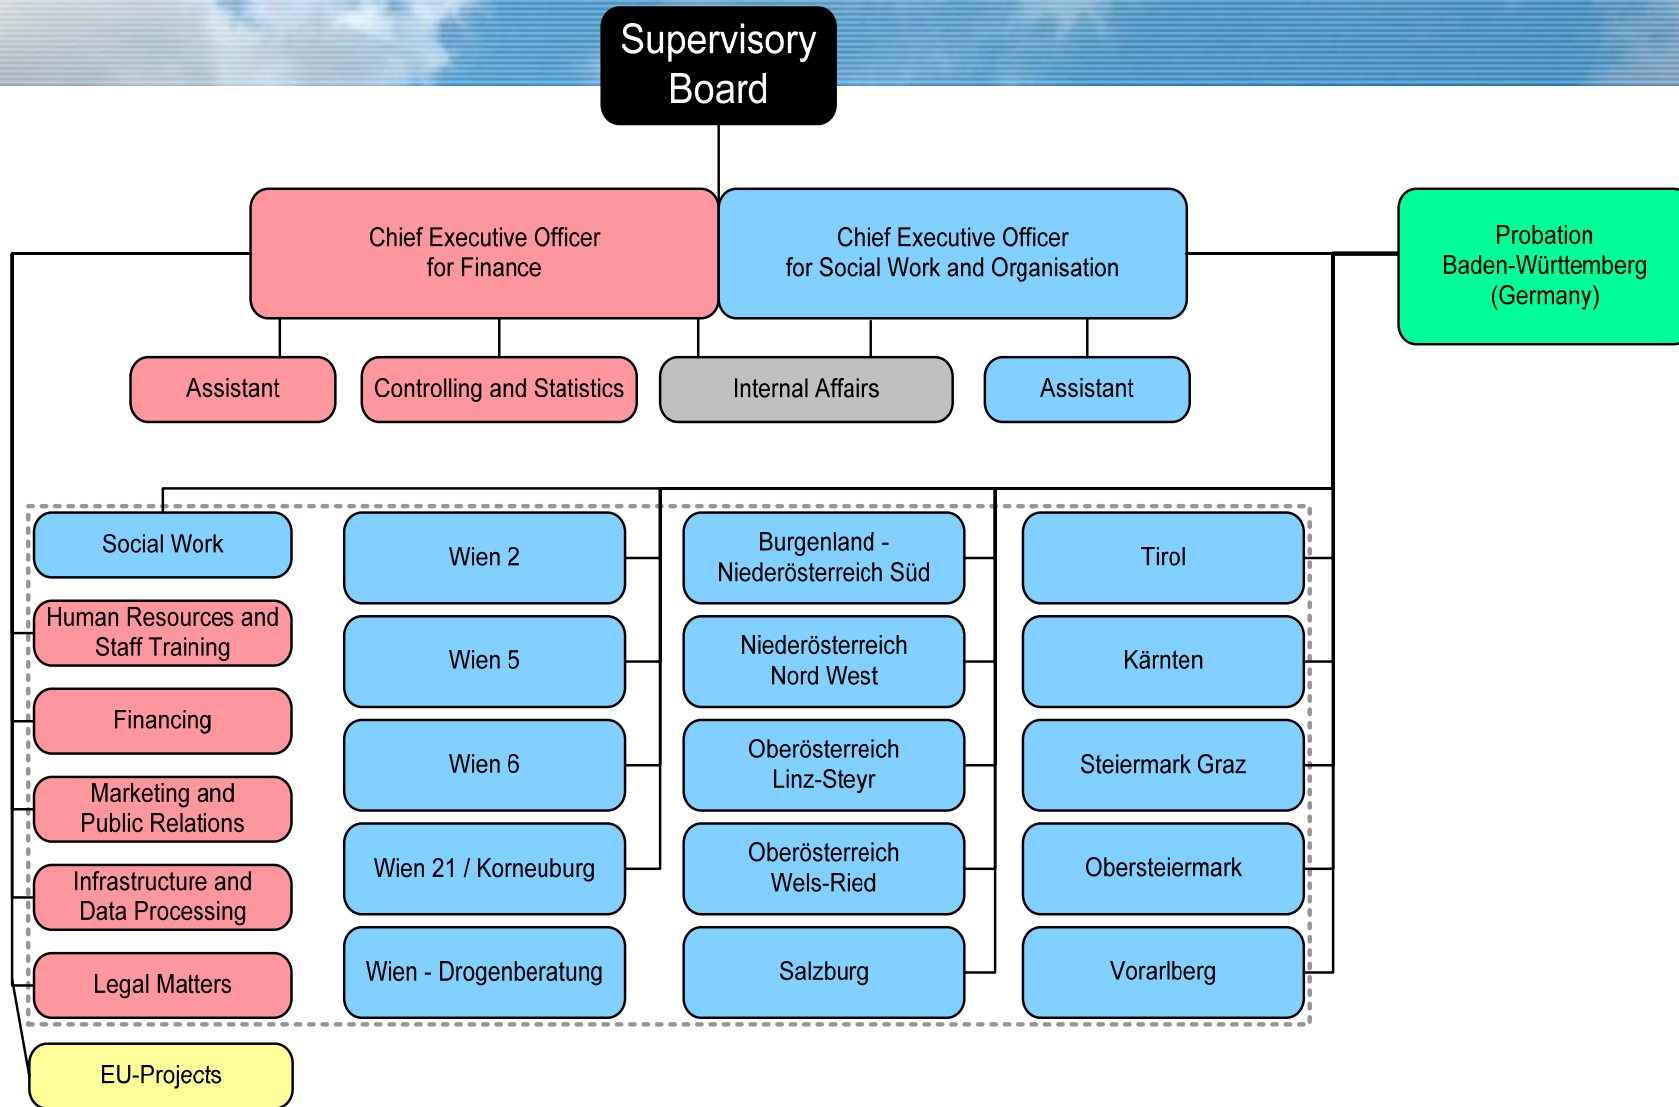 Supervisory
Board
Chief Executive Officer
for Finance
Chief Executive Officer
for Social Work and Organisation
Probation
Baden-Württemberg
(Germany)
Assistant
Controlling and Statistics
Internal Affairs
Assistant
Social Work
Human Resources and
Staff Training
Financing
Marketing and
Public Relations
Infrastructure and
Data Processing
Legal Matters
EU-Projects
Wien 2
Wien 5
Wien 6
Wien 21 / Korneuburg
Wien - Drogenberatung
Burgenland -
Niederösterreich Süd
Niederösterreich
Nord West
Oberösterreich
Linz-Steyr
Oberösterreich
Wels-Ried
Salzburg
Tirol
Kärnten
Steiermark Graz
Obersteiermark
Vorarlberg